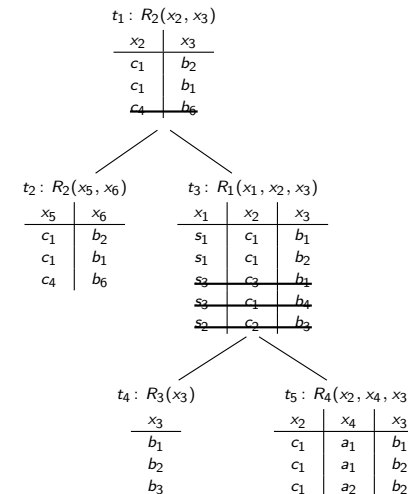 t₁: R₂(x₂, x₃)
x₂ x₃
c₁ b₂
c₁ b₁
c₄ b₆
t₂: R₂(x₅, x₆) t₃: R₁(x₁, x₂, x₃)
x₅ x₆ x₁ x₂ x₃
c₁ b₂ s₁ c₁ b₁
c₁ b₁ s₁ c₁ b₂
c₄ b₆ s₃ c₃ b₁
s₃ c₁ b₄
s₂ c₂ b₃
t₄: R₃(x₃) t₅: R₄(x₂, x₄, x₃
x₃ x₂ x₄ x₃
b₁ c₁ a₁ b₁
b₂ c₁ a₁ b₂
b₃ c₁ a₂ b₂